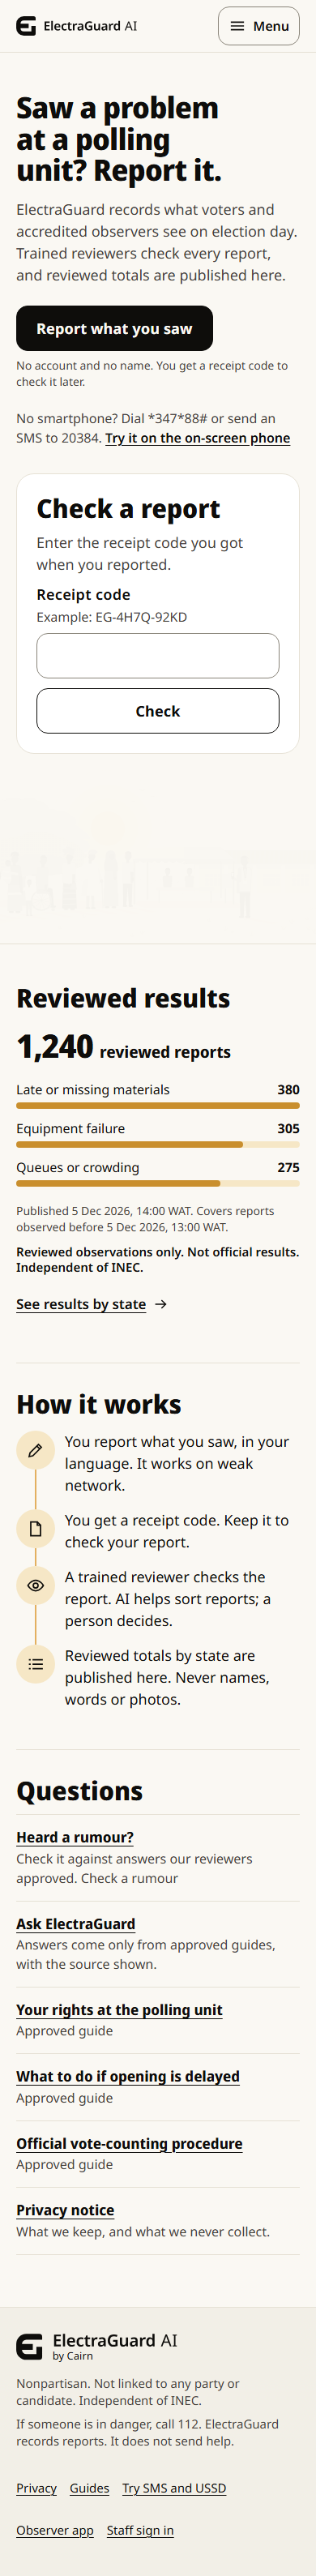 ElectraGuard AI
Menu
Saw a problem
at a polling
unit? Report it.
ElectraGuard records what voters and
accredited observers see on election day.
Trained reviewers check every report,
and reviewed totals are published here.
Report what you saw
No account and no name. You get a receipt code to
check it later.
No smartphone? Dial *347*88# or send an
SMS to 20384. Try it on the on-screen phone
Check a report
Enter the receipt code you got
when you reported.
Receipt code
Example: EG-4H7Q-92KD
Check
Reviewed results
1,240 reviewed reports
Late or missing materials 380
Equipment failure 305
Queues or crowding 275
Published 5 Dec 2026, 14:00 WAT. Covers reports
observed before 5 Dec 2026, 13:00 WAT.
Reviewed observations only. Not official results.
Independent of INEC.
See results by state →
How it works
You report what you saw, in your
language. It works on weak
network.
You get a receipt code. Keep it to
check your report.
A trained reviewer checks the
report. AI helps sort reports; a
person decides.
Reviewed totals by state are
published here. Never names,
words or photos.
Questions
Heard a rumour?
Check it against answers our reviewers
approved. Check a rumour
Ask ElectraGuard
Answers come only from approved guides,
with the source shown.
Your rights at the polling unit
Approved guide
What to do if opening is delayed
Approved guide
Official vote-counting procedure
Approved guide
Privacy notice
What we keep, and what we never collect.
ElectraGuard AI
by Cairn
Nonpartisan. Not linked to any party or
candidate. Independent of INEC.
If someone is in danger, call 112. ElectraGuard
records reports. It does not send help.
Privacy Guides Try SMS and USSD
Observer app Staff sign in